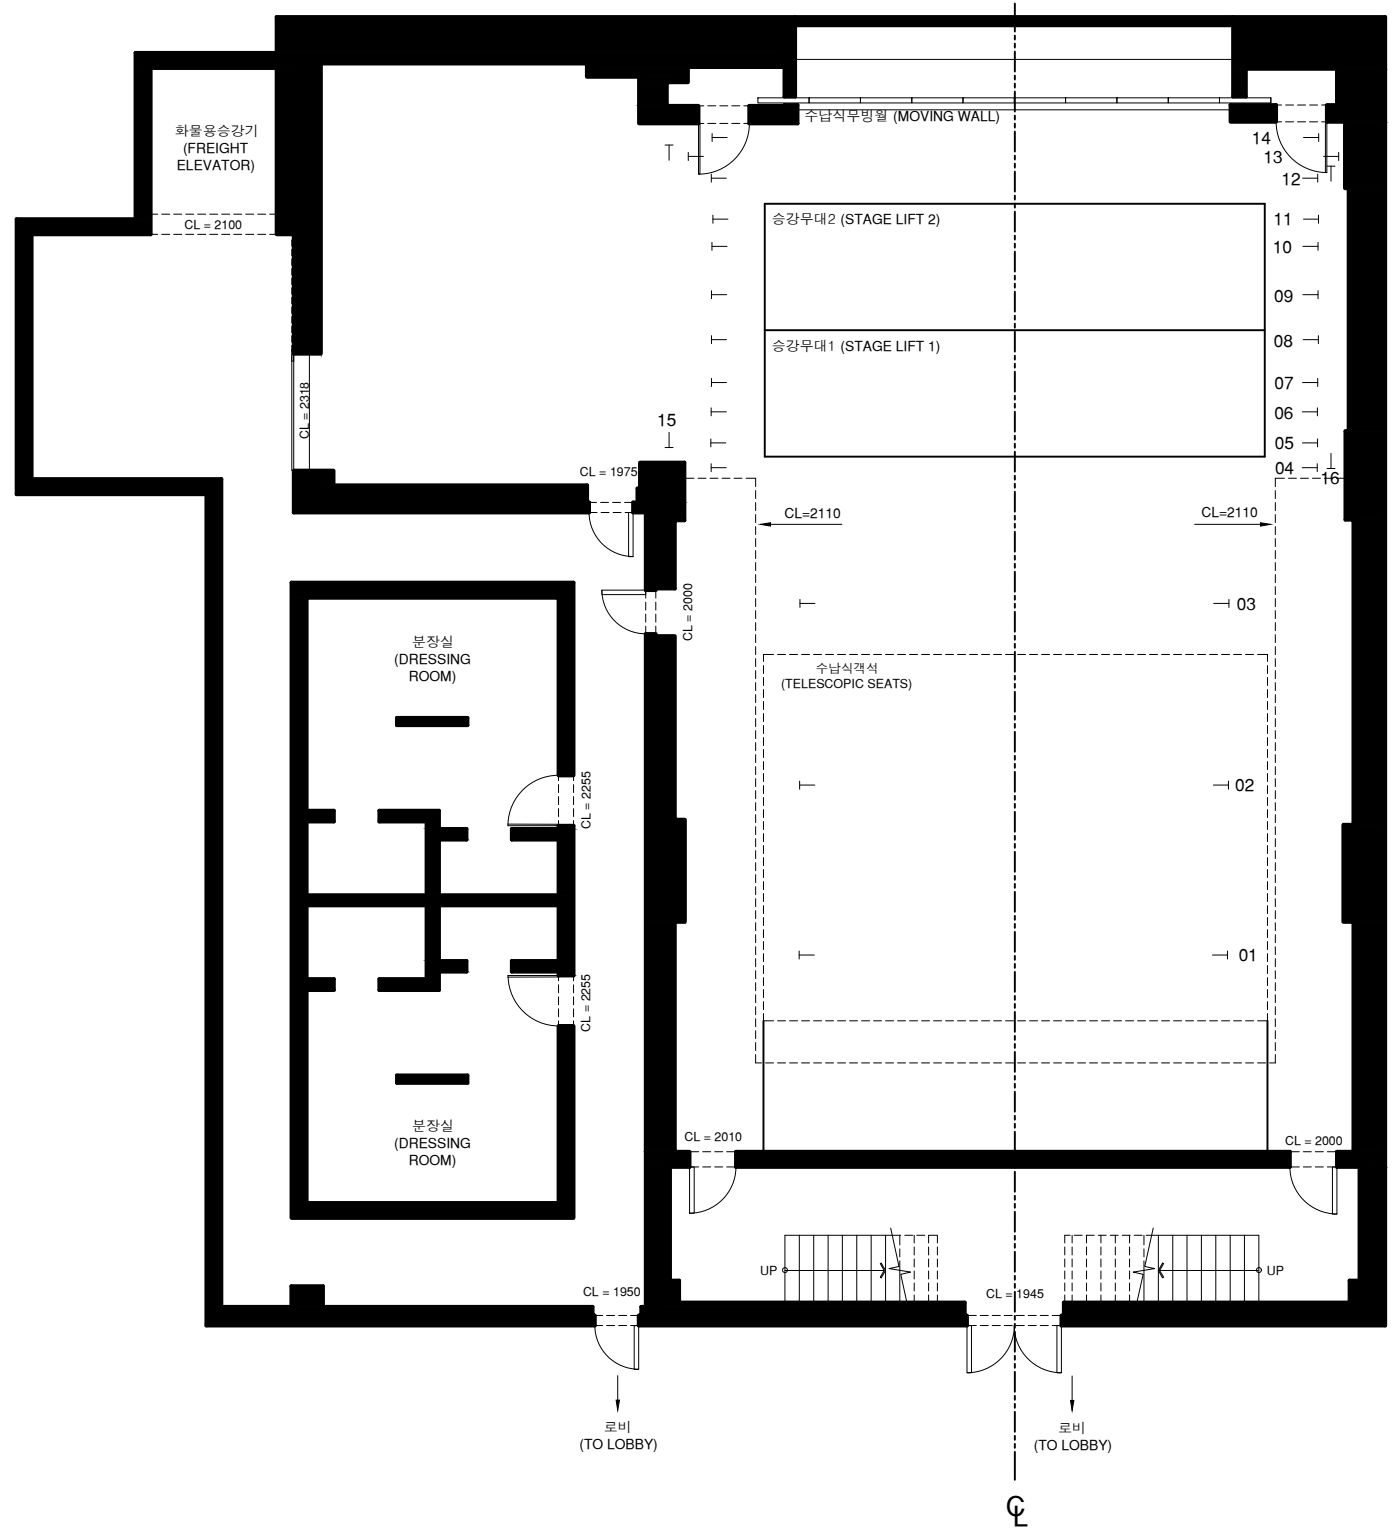 화물용승강기
(FREIGHT
ELEVATOR)
CL = 2100
수납식무빙월 (MOVING WALL)
14
13
12
승강무대2 (STAGE LIFT 2)
11
10
09
승강무대1 (STAGE LIFT 1)
08
07
06
05
04
16
15
CL = 2318
CL = 1975
CL=2110
CL=2110
CL = 2000
03
분장실
(DRESSING
ROOM)
수납식객석
(TELESCOPIC SEATS)
CL = 2255
02
01
CL = 2255
분장실
(DRESSING
ROOM)
CL = 2010
CL = 2000
UP
UP
CL = 1950
CL = 1945
로비
(TO LOBBY)
로비
(TO LOBBY)
CL